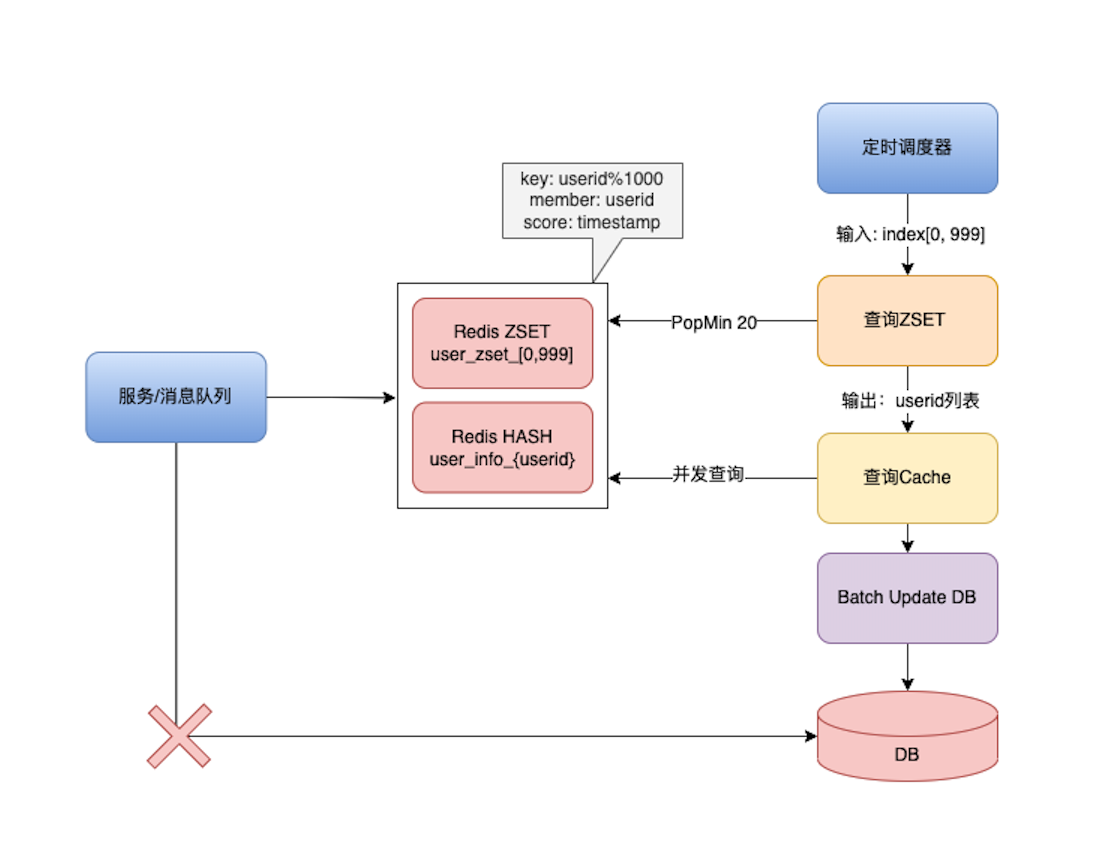 定时调度器
key: userid%1000
member: userid
score: timestamp
输入: index[0, 999]
Redis ZSET
user_zset_[0,999]
PopMin 20
查询ZSET
服务/消息队列
输出：userid列表
Redis HASH
user_info_{userid}
并发查询
查询Cache
Batch Update DB
DB